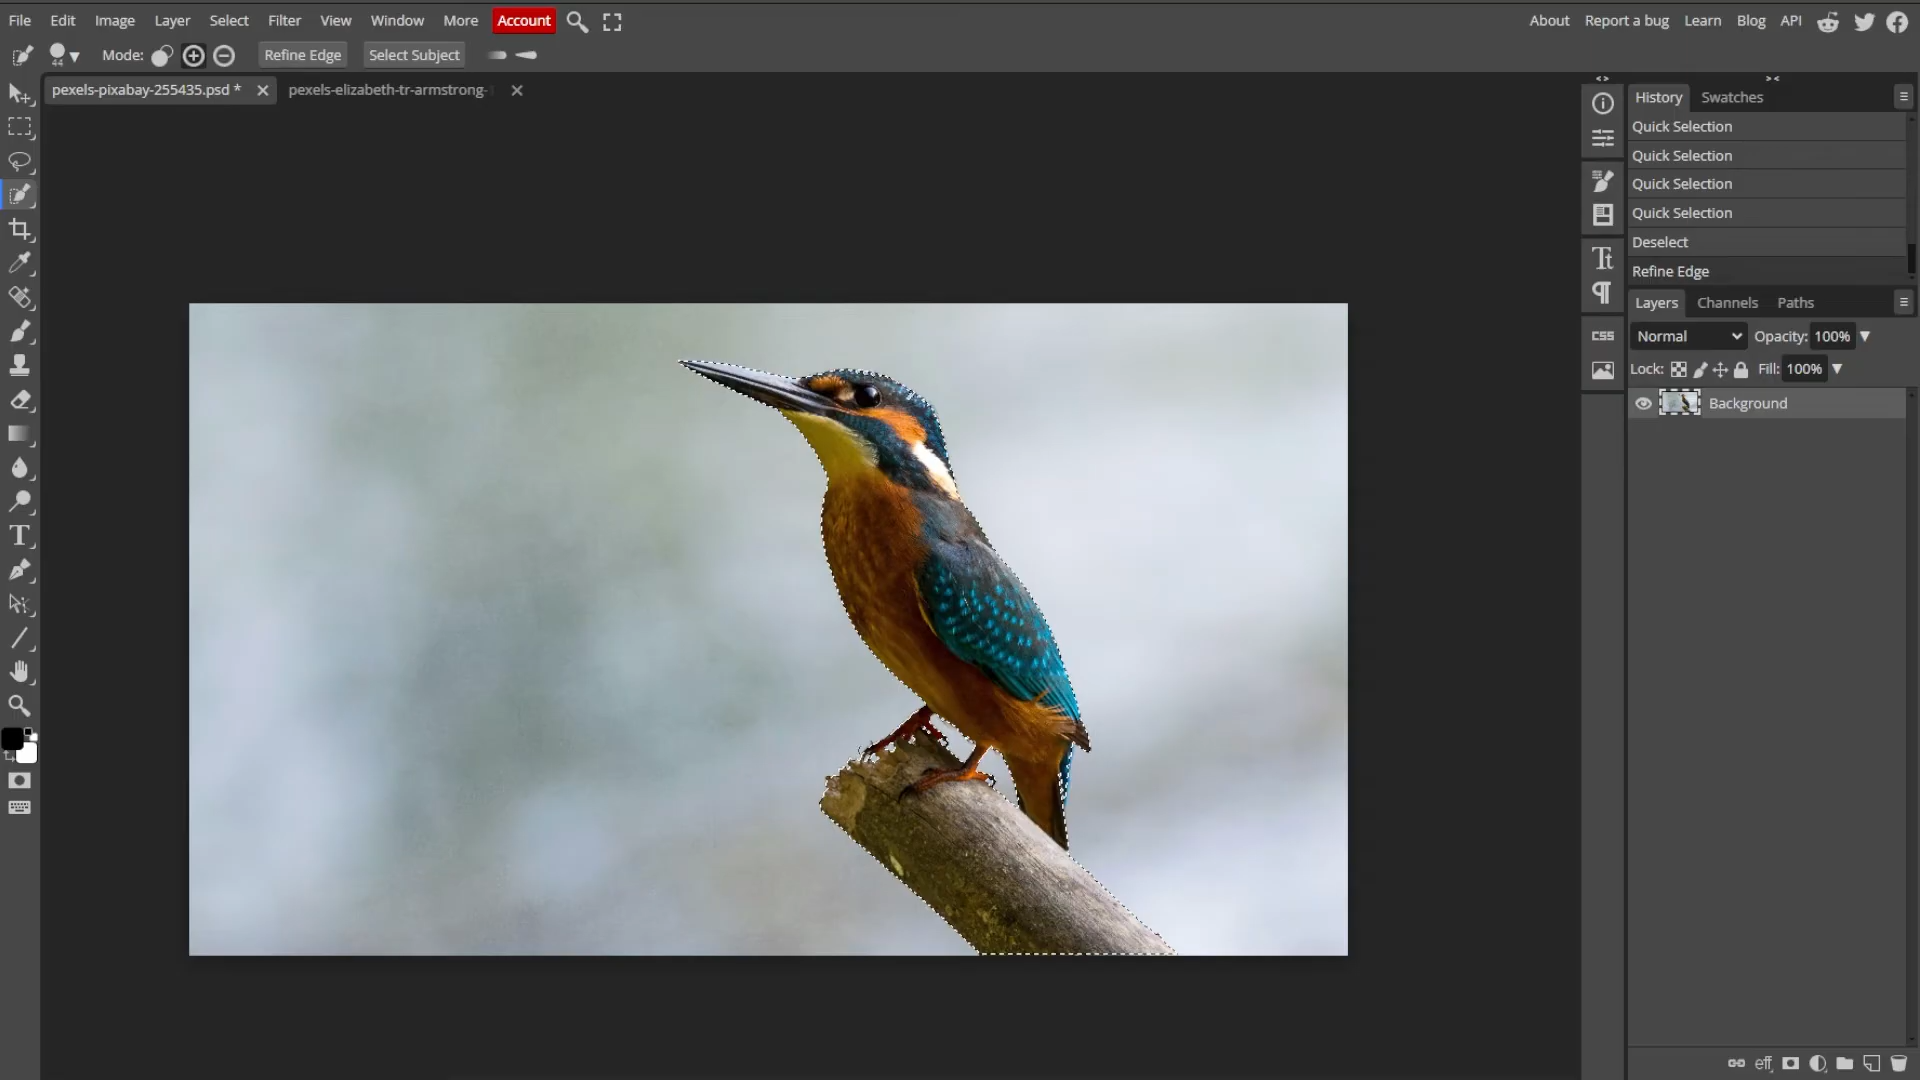 File Edit Image Layer Select Filter View Window More Account About Report a bug Learn Blog API
44 Mode: Refine Edge Select Subject
pexels-pixabay-255435.psd * pexels-elizabeth-tr-armstrong-
History Swatches
Quick Selection
Quick Selection
Quick Selection
Quick Selection
Deselect
Refine Edge
Layers Channels Paths
Normal Opacity: 100%
Lock: Fill: 100%
Background
CSS
eff